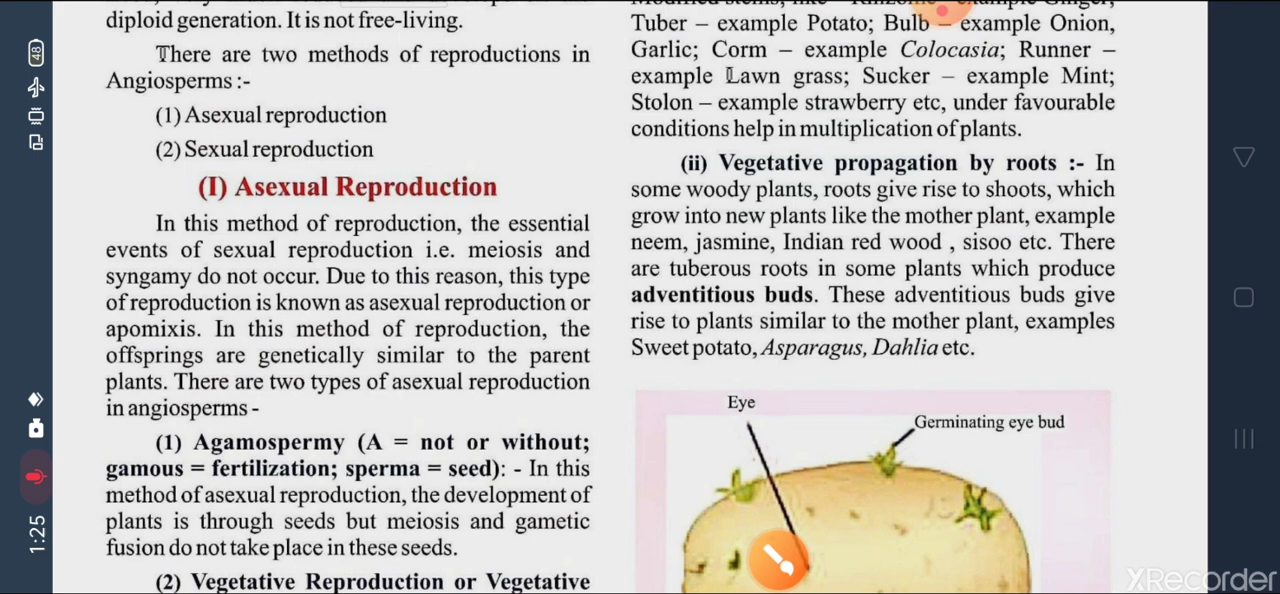 diploid generation. It is not free-living.
There are two methods of reproductions in
Angiosperms :-
(1) Asexual reproduction
(2) Sexual reproduction
(I) Asexual Reproduction
In this method of reproduction, the essential
events of sexual reproduction i.e. meiosis and
syngamy do not occur. Due to this reason, this type
of reproduction is known as asexual reproduction or
apomixis. In this method of reproduction, the
offsprings are genetically similar to the parent
plants. There are two types of asexual reproduction
in angiosperms -
(1) Agamospermy (A = not or without;
gamous = fertilization; sperma = seed): - In this
method of asexual reproduction, the development of
plants is through seeds but meiosis and gametic
fusion do not take place in these seeds.
(2) Vegetative Reproduction or Vegetative
Tuber – example Potato; Bulb – example Onion,
Garlic; Corm – example Colocasia; Runner –
example Lawn grass; Sucker – example Mint;
Stolon – example strawberry etc, under favourable
conditions help in multiplication of plants.
(ii) Vegetative propagation by roots :- In
some woody plants, roots give rise to shoots, which
grow into new plants like the mother plant, example
neem, jasmine, Indian red wood , sisoo etc. There
are tuberous roots in some plants which produce
adventitious buds. These adventitious buds give
rise to plants similar to the mother plant, examples
Sweet potato, Asparagus, Dahlia etc.
Eye
Germinating eye bud
48
1:25
XRecorder